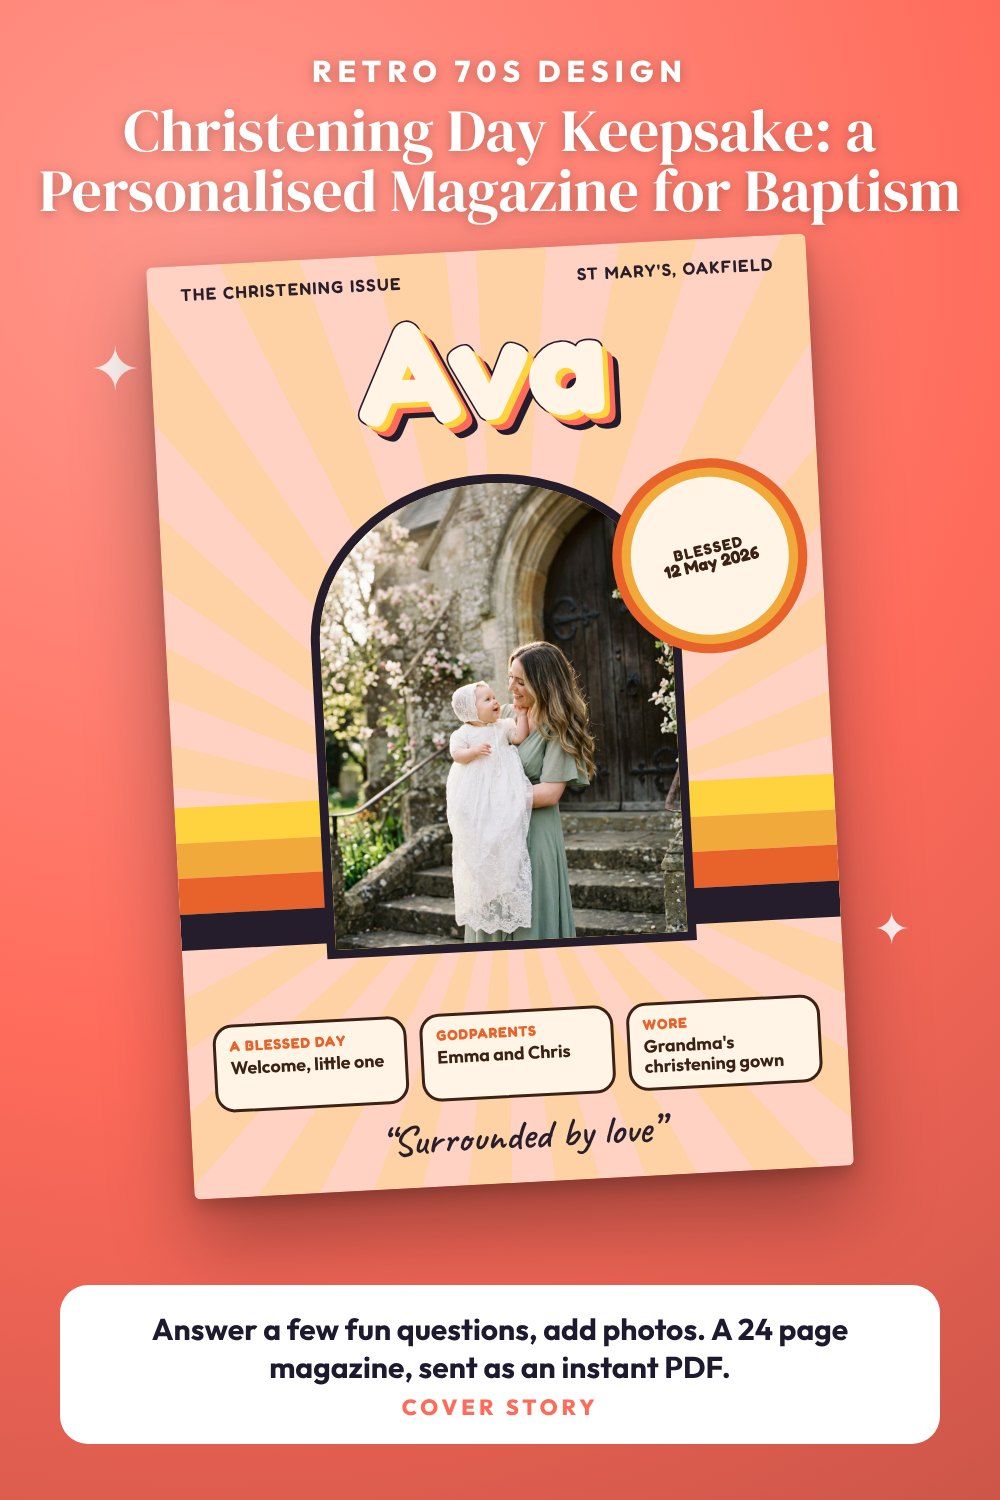 RETRO 70S DESIGN
Christening Day Keepsake: a
Personalised Magazine for Baptism
THE CHRISTENING ISSUE
ST MARY'S, OAKFIELD
Ava
BLESSED
12 May 2026
A BLESSED DAY
Welcome, little one
GODPARENTS
Emma and Chris
WORE
Grandma's
christening gown
“Surrounded by love”
Answer a few fun questions, add photos. A 24 page
magazine, sent as an instant PDF.
COVER STORY